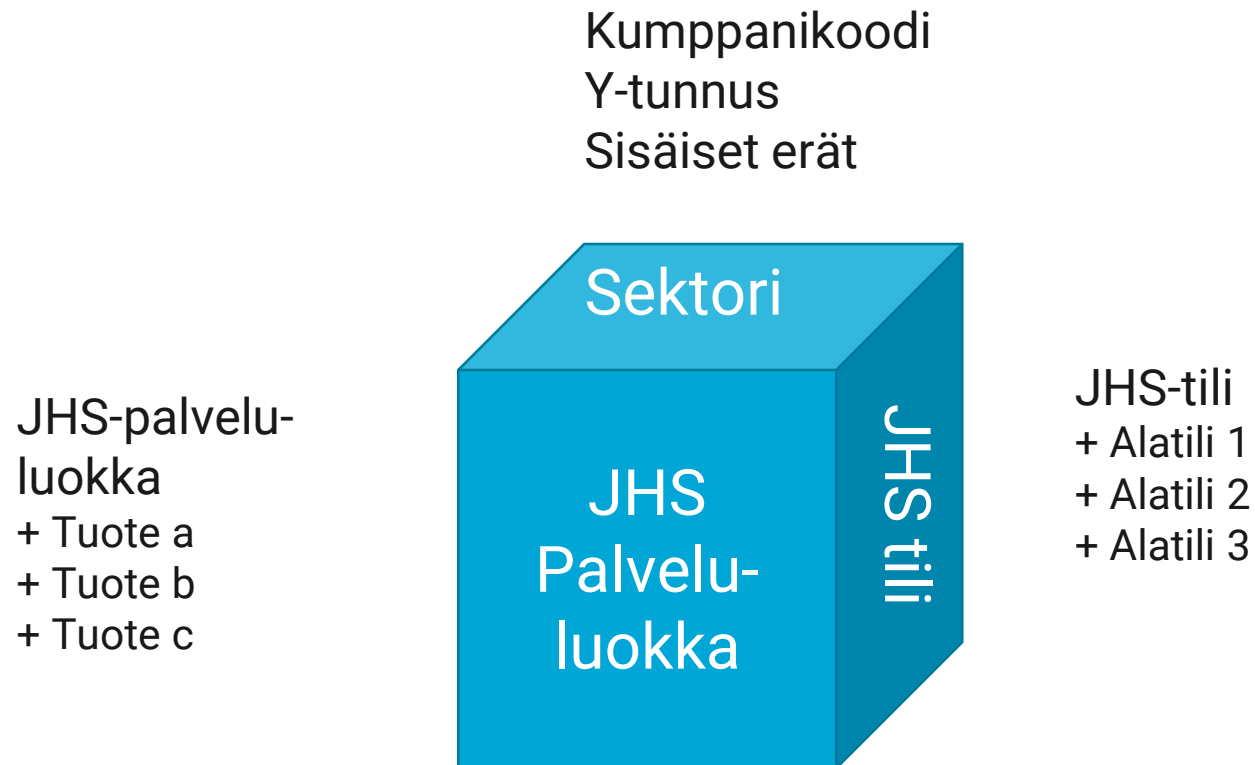 Kumppanikoodi
Y-tunnus
Sisäiset erät
Sektori
JHS-palvelu-
luokka
+ Tuote a
+ Tuote b
+ Tuote c
JHS
Palvelu-
luokka
JHS tili
JHS-tili
+ Alatili 1
+ Alatili 2
+ Alatili 3